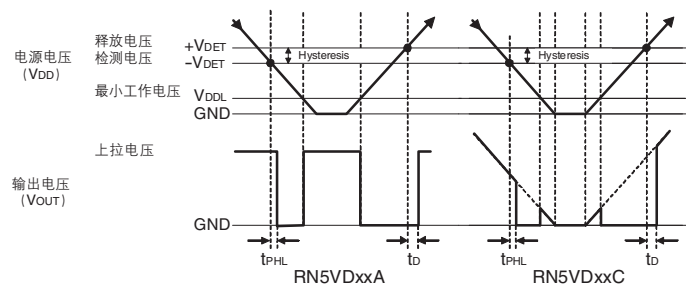 释放电压 +VDET
电源电压 检测电压 -VDET Hysteresis Hysteresis
(VDD)
最小工作电压 VDDL
GND
上拉电压
输出电压
(VOUT)
GND
tPHL tD tPHL tD
RN5VDxxA RN5VDxxC